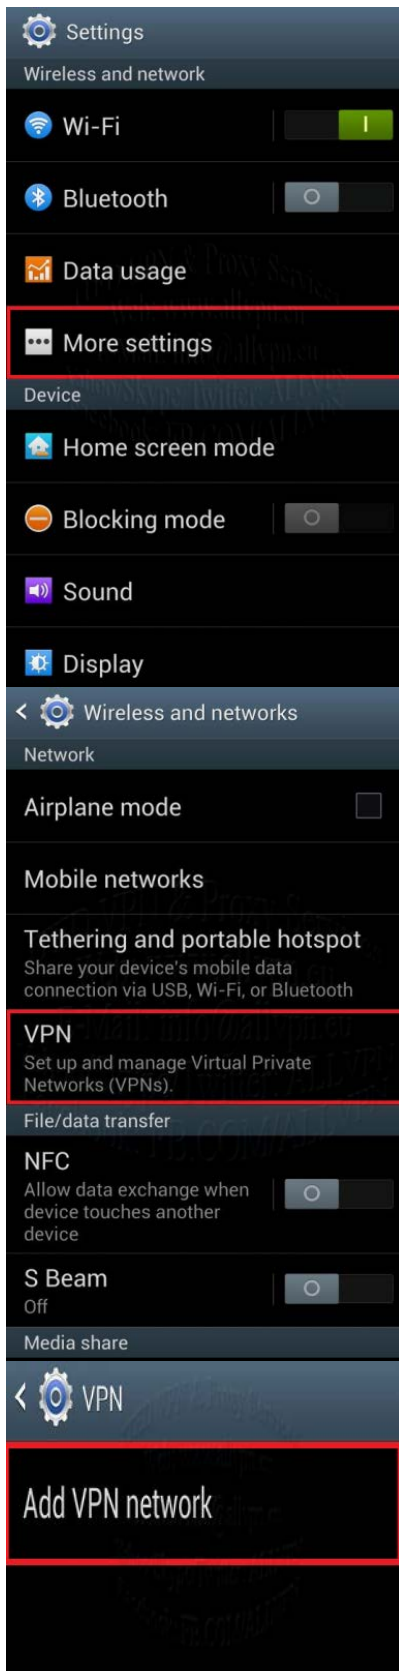 Settings
Wireless and network
Wi-Fi
Bluetooth
Data usage
More settings
Device
Home screen mode
Blocking mode
Sound
Display
Wireless and networks
Network
Airplane mode
Mobile networks
Tethering and portable hotspot
Share your device's mobile data
connection via USB, Wi-Fi, or Bluetooth
VPN
Set up and manage Virtual Private
Networks (VPNs).
File/data transfer
NFC
Allow data exchange when
device touches another
device
S Beam
Off
Media share
VPN
Add VPN network